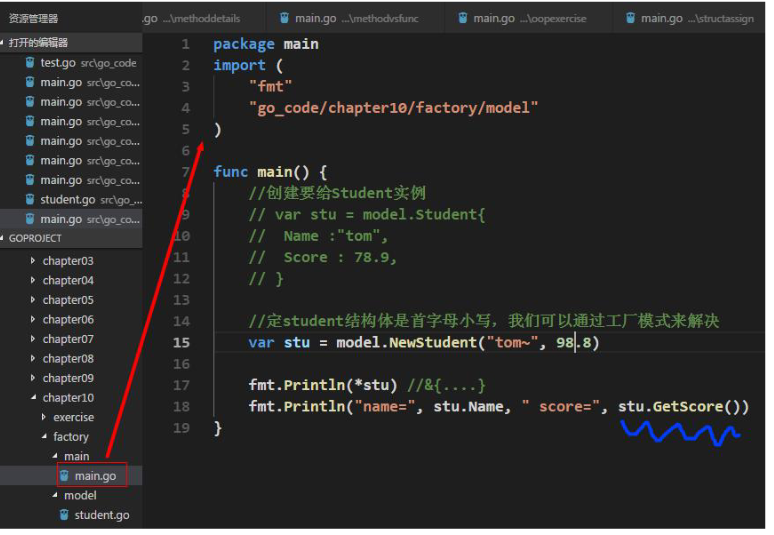 资源管理器
.go ...\methoddetails
main.go ...\methodvsfunc
main.go ...\oopexercise
main.go ...\structassign
打开的编辑器
test.go go_code
main.go src\go_co...
main.go src\go_co...
main.go src\go_co...
main.go src\go_co...
main.go src\go_co...
main.go src\go_co...
student.go src\go_...
main.go src\go_co...
GOPROJECT
chapter03
chapter04
chapter05
chapter06
chapter07
chapter08
chapter09
chapter10
exercise
factory
main
main.go
model
student.go
1 package main
2 import (
3 "fmt"
4 "go_code/chapter10/factory/model"
5 )
6
7 func main() {
8 //创建要给Student实例
9 // var stu = model.Student{
10 // Name :"tom",
11 // Score : 78.9,
12 // }
13
14 //定student结构体是首字母小写，我们可以通过工厂模式来解决
15 var stu = model.NewStudent("tom~", 98.8)
16
17 fmt.Println(*stu) //&{....}
18 fmt.Println("name=", stu.Name, " score=", stu.GetScore())
19 }